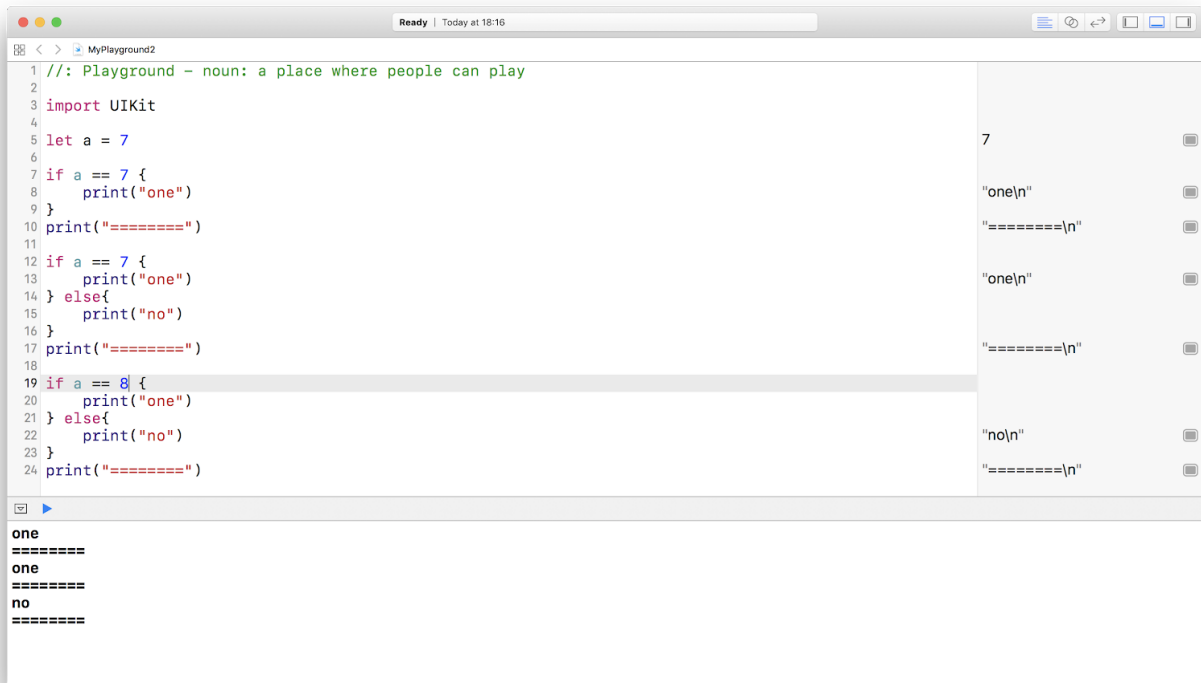 Ready | Today at 18:16
MyPlayground2
1 //: Playground – noun: a place where people can play
2
3 import UIKit
4
5 let a = 7
7
6
7 if a == 7 {
8 print("one")
"one\n"
9 }
10 print("========")
"========\n"
11
12 if a == 7 {
13 print("one")
"one\n"
14 } else{
15 print("no")
16 }
17 print("========")
"========\n"
18
19 if a == 8 {
20 print("one")
21 } else{
22 print("no")
"no\n"
23 }
24 print("========")
"========\n"
one
========
one
========
no
========